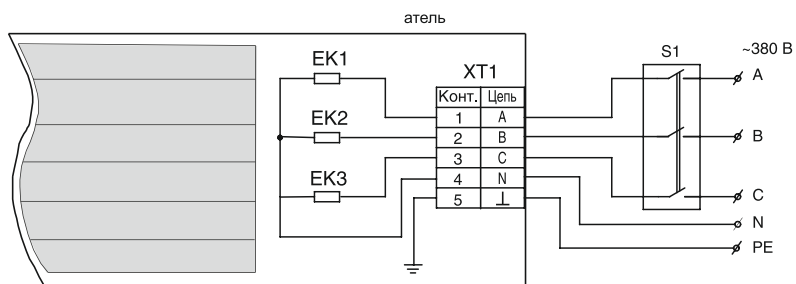 атель
S1
~380 В
EK1
XT1
A
Конт. Цепь
1 A
EK2
2 B
B
3 C
EK3
4 N
C
5 ⊥
N
PE